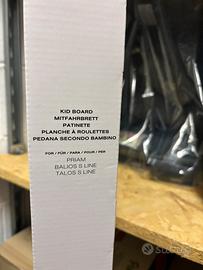 KID BOARD
MITFAHRBRETT
PATINETE
PLANCHE À ROULETTES
PEDANA SECONDO BAMBINO
FOR / FÜR / PARA / POUR / PER
PRIAM
BALIOS S LINE
TALOS S LINE
Subito